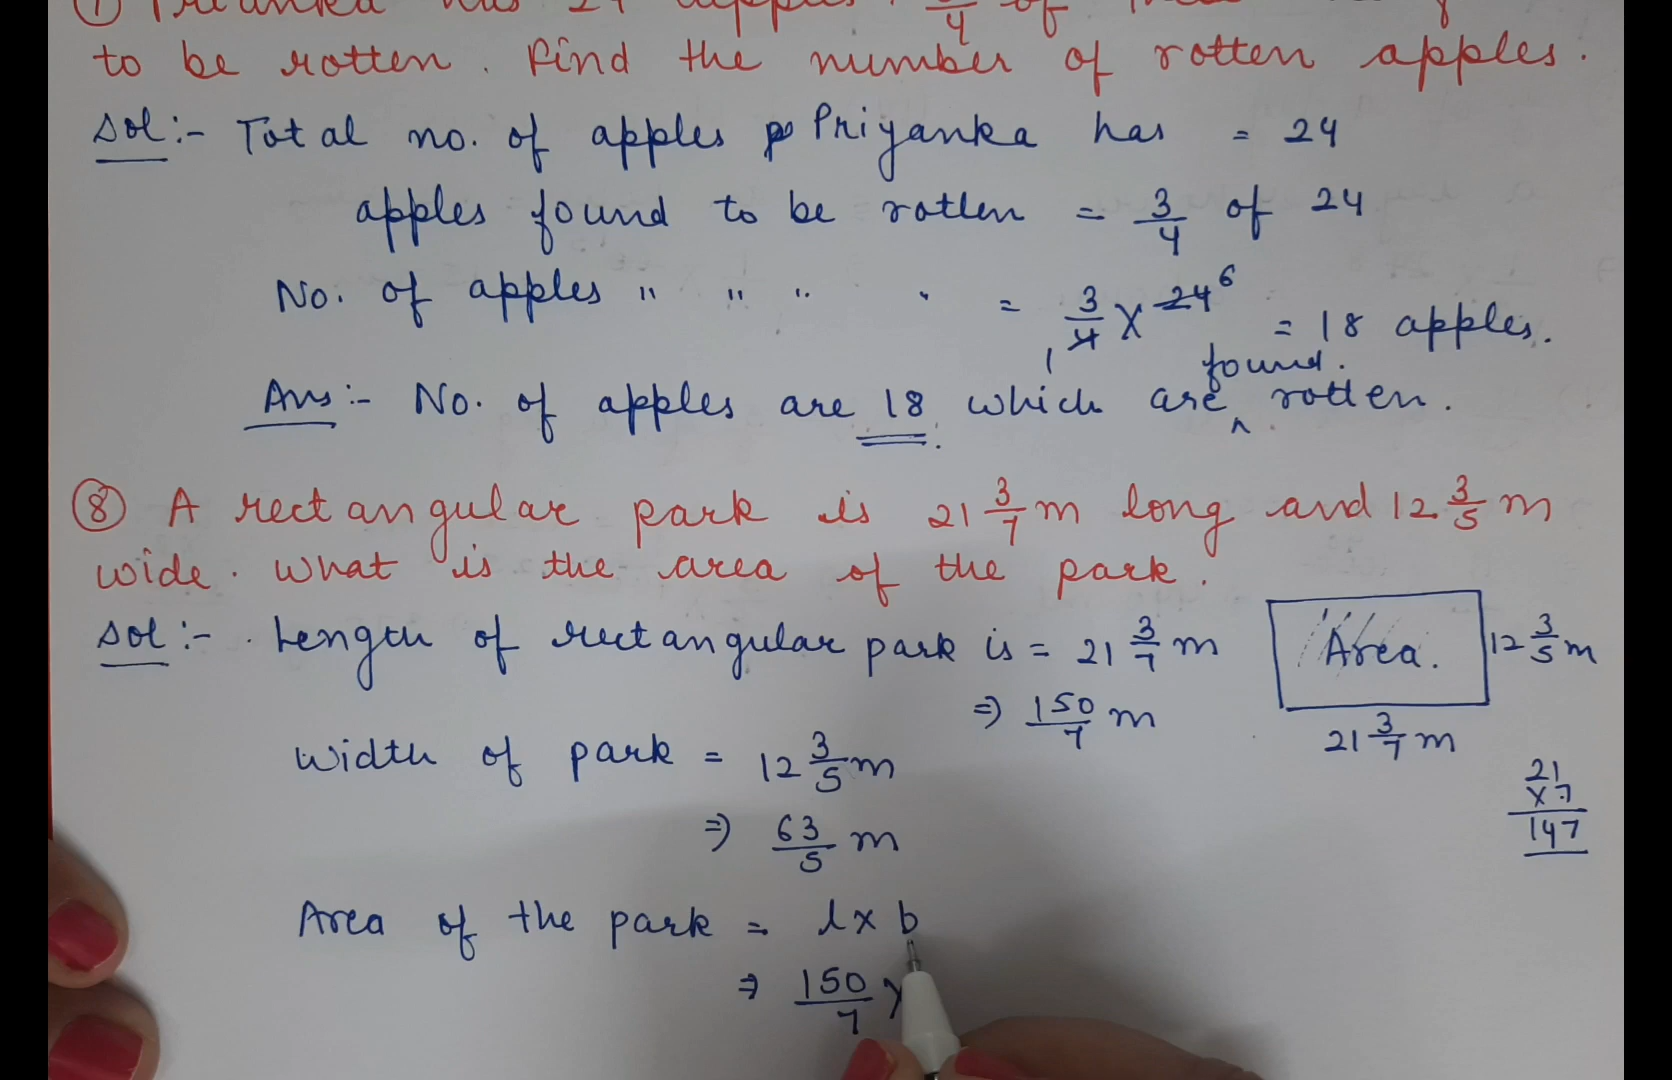 to be rotten. Find the number of rotten apples.
Sol:- Total no. of apples Priyanka has = 24
apples found to be rotten = 3/4 of 24
No. of apples " " " " = 3/4 X 24 6 = 18 apples.
1
found.
Ans:- No. of apples are 18 which are ^ rotten.
⑧ A rectangular park is 21 3/7 m long and 12 3/5 m
wide. What is the area of the park.
Sol:- Length of rectangular park is = 21 3/7 m
Area. 12 3/5 m
⇒ 150/7 m
21 3/7 m
Width of park = 12 3/5 m
21
x 7
147
⇒ 63/5 m
Area of the park = l x b
⇒ 150/7 x